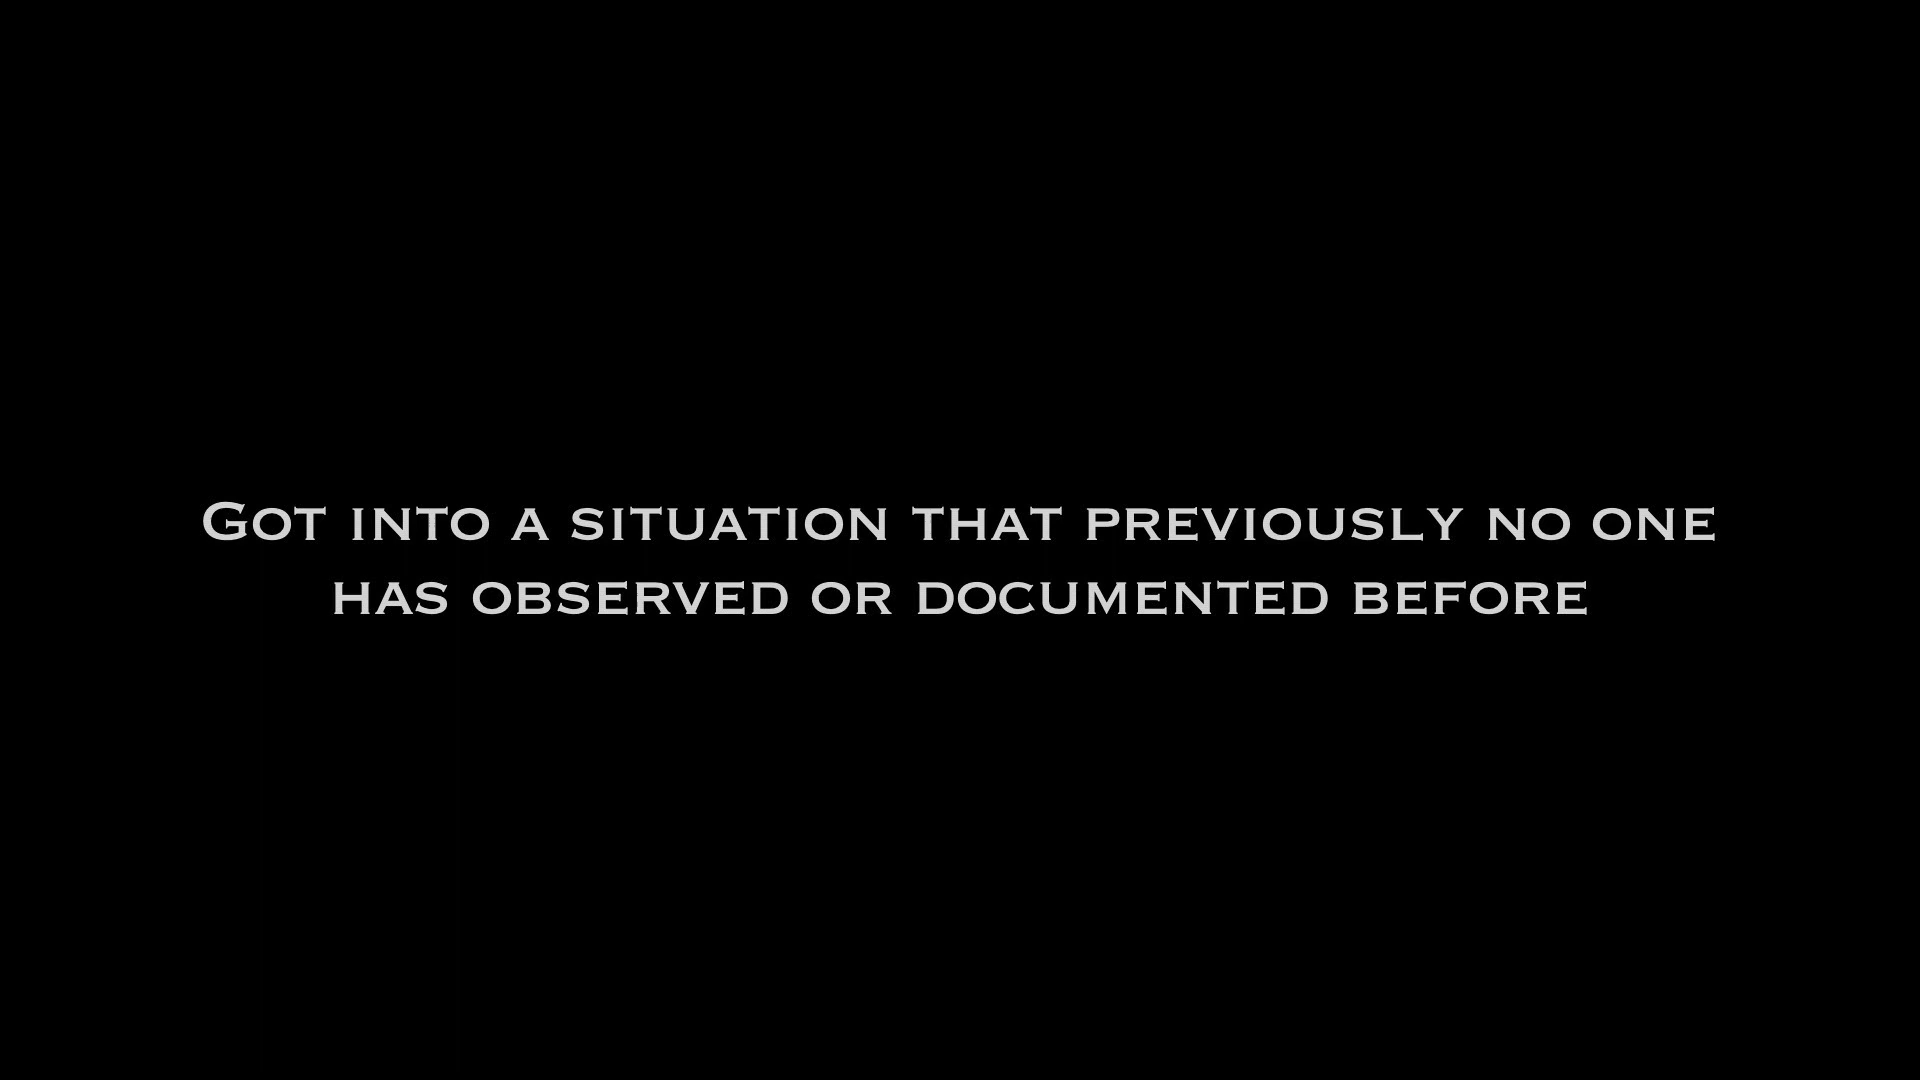 Got into a situation that previously no one
has observed or documented before